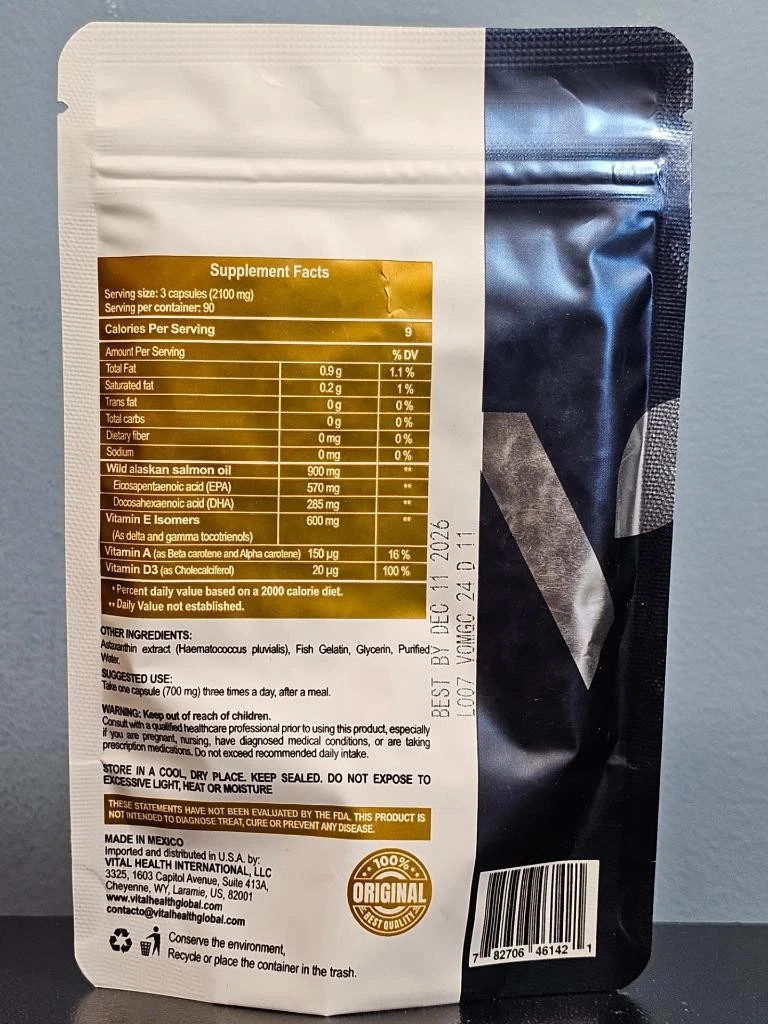 Supplement Facts
Serving size: 3 capsules (2100 mg)
Serving per container: 90
Calories Per Serving 9
Amount Per Serving % DV
Total Fat 0.9 g 1.1 %
Saturated fat 0.2 g 1 %
Trans fat 0 g 0 %
Total carbs 0 g 0 %
Dietary fiber 0 mg 0 %
Sodium 0 mg 0 %
Wild alaskan salmon oil 900 mg **
Eicosapentaenoic acid (EPA) 570 mg **
Docosahexaenoic acid (DHA) 285 mg **
Vitamin E Isomers 600 mg **
(As delta and gamma tocotrienols)
Vitamin A (as Beta carotene and Alpha carotene) 150 µg 16 %
Vitamin D3 (as Cholecalciferol) 20 µg 100 %
* Percent daily value based on a 2000 calorie diet.
** Daily Value not established.
OTHER INGREDIENTS:
Astaxanthin extract (Haematococcus pluvialis), Fish Gelatin, Glycerin, Purified
Water.
SUGGESTED USE:
Take one capsule (700 mg) three times a day, after a meal.
WARNING: Keep out of reach of children.
Consult with a qualified healthcare professional prior to using this product, especially
if you are pregnant, nursing, have diagnosed medical conditions, or are taking
prescription medications. Do not exceed recommended daily intake.
STORE IN A COOL, DRY PLACE. KEEP SEALED. DO NOT EXPOSE TO
EXCESSIVE LIGHT, HEAT OR MOISTURE
THESE STATEMENTS HAVE NOT BEEN EVALUATED BY THE FDA. THIS PRODUCT IS
NOT INTENDED TO DIAGNOSE TREAT, CURE OR PREVENT ANY DISEASE.
MADE IN MEXICO
Imported and distributed in U.S.A. by:
VITAL HEALTH INTERNATIONAL, LLC
3325, 1603 Capitol Avenue, Suite 413A,
Cheyenne, WY, Laramie, US, 82001
www.vitalhealthglobal.com
contacto@vitalhealthglobal.com
Conserve the environment,
Recycle or place the container in the trash.
100%
ORIGINAL
BEST QUALITY
BEST BY DEC 11 2026
L007 VOMGO 24 D 11
7 82706 46142 1